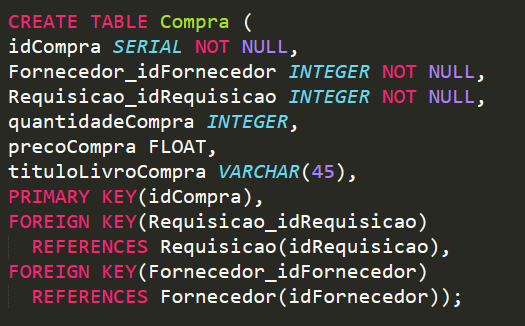 CREATE TABLE Compra (
idCompra SERIAL NOT NULL,
Fornecedor_idFornecedor INTEGER NOT NULL,
Requisicao_idRequisicao INTEGER NOT NULL,
quantidadeCompra INTEGER,
precoCompra FLOAT,
tituloLivroCompra VARCHAR(45),
PRIMARY KEY(idCompra),
FOREIGN KEY(Requisicao_idRequisicao)
REFERENCES Requisicao(idRequisicao),
FOREIGN KEY(Fornecedor_idFornecedor)
REFERENCES Fornecedor(idFornecedor));